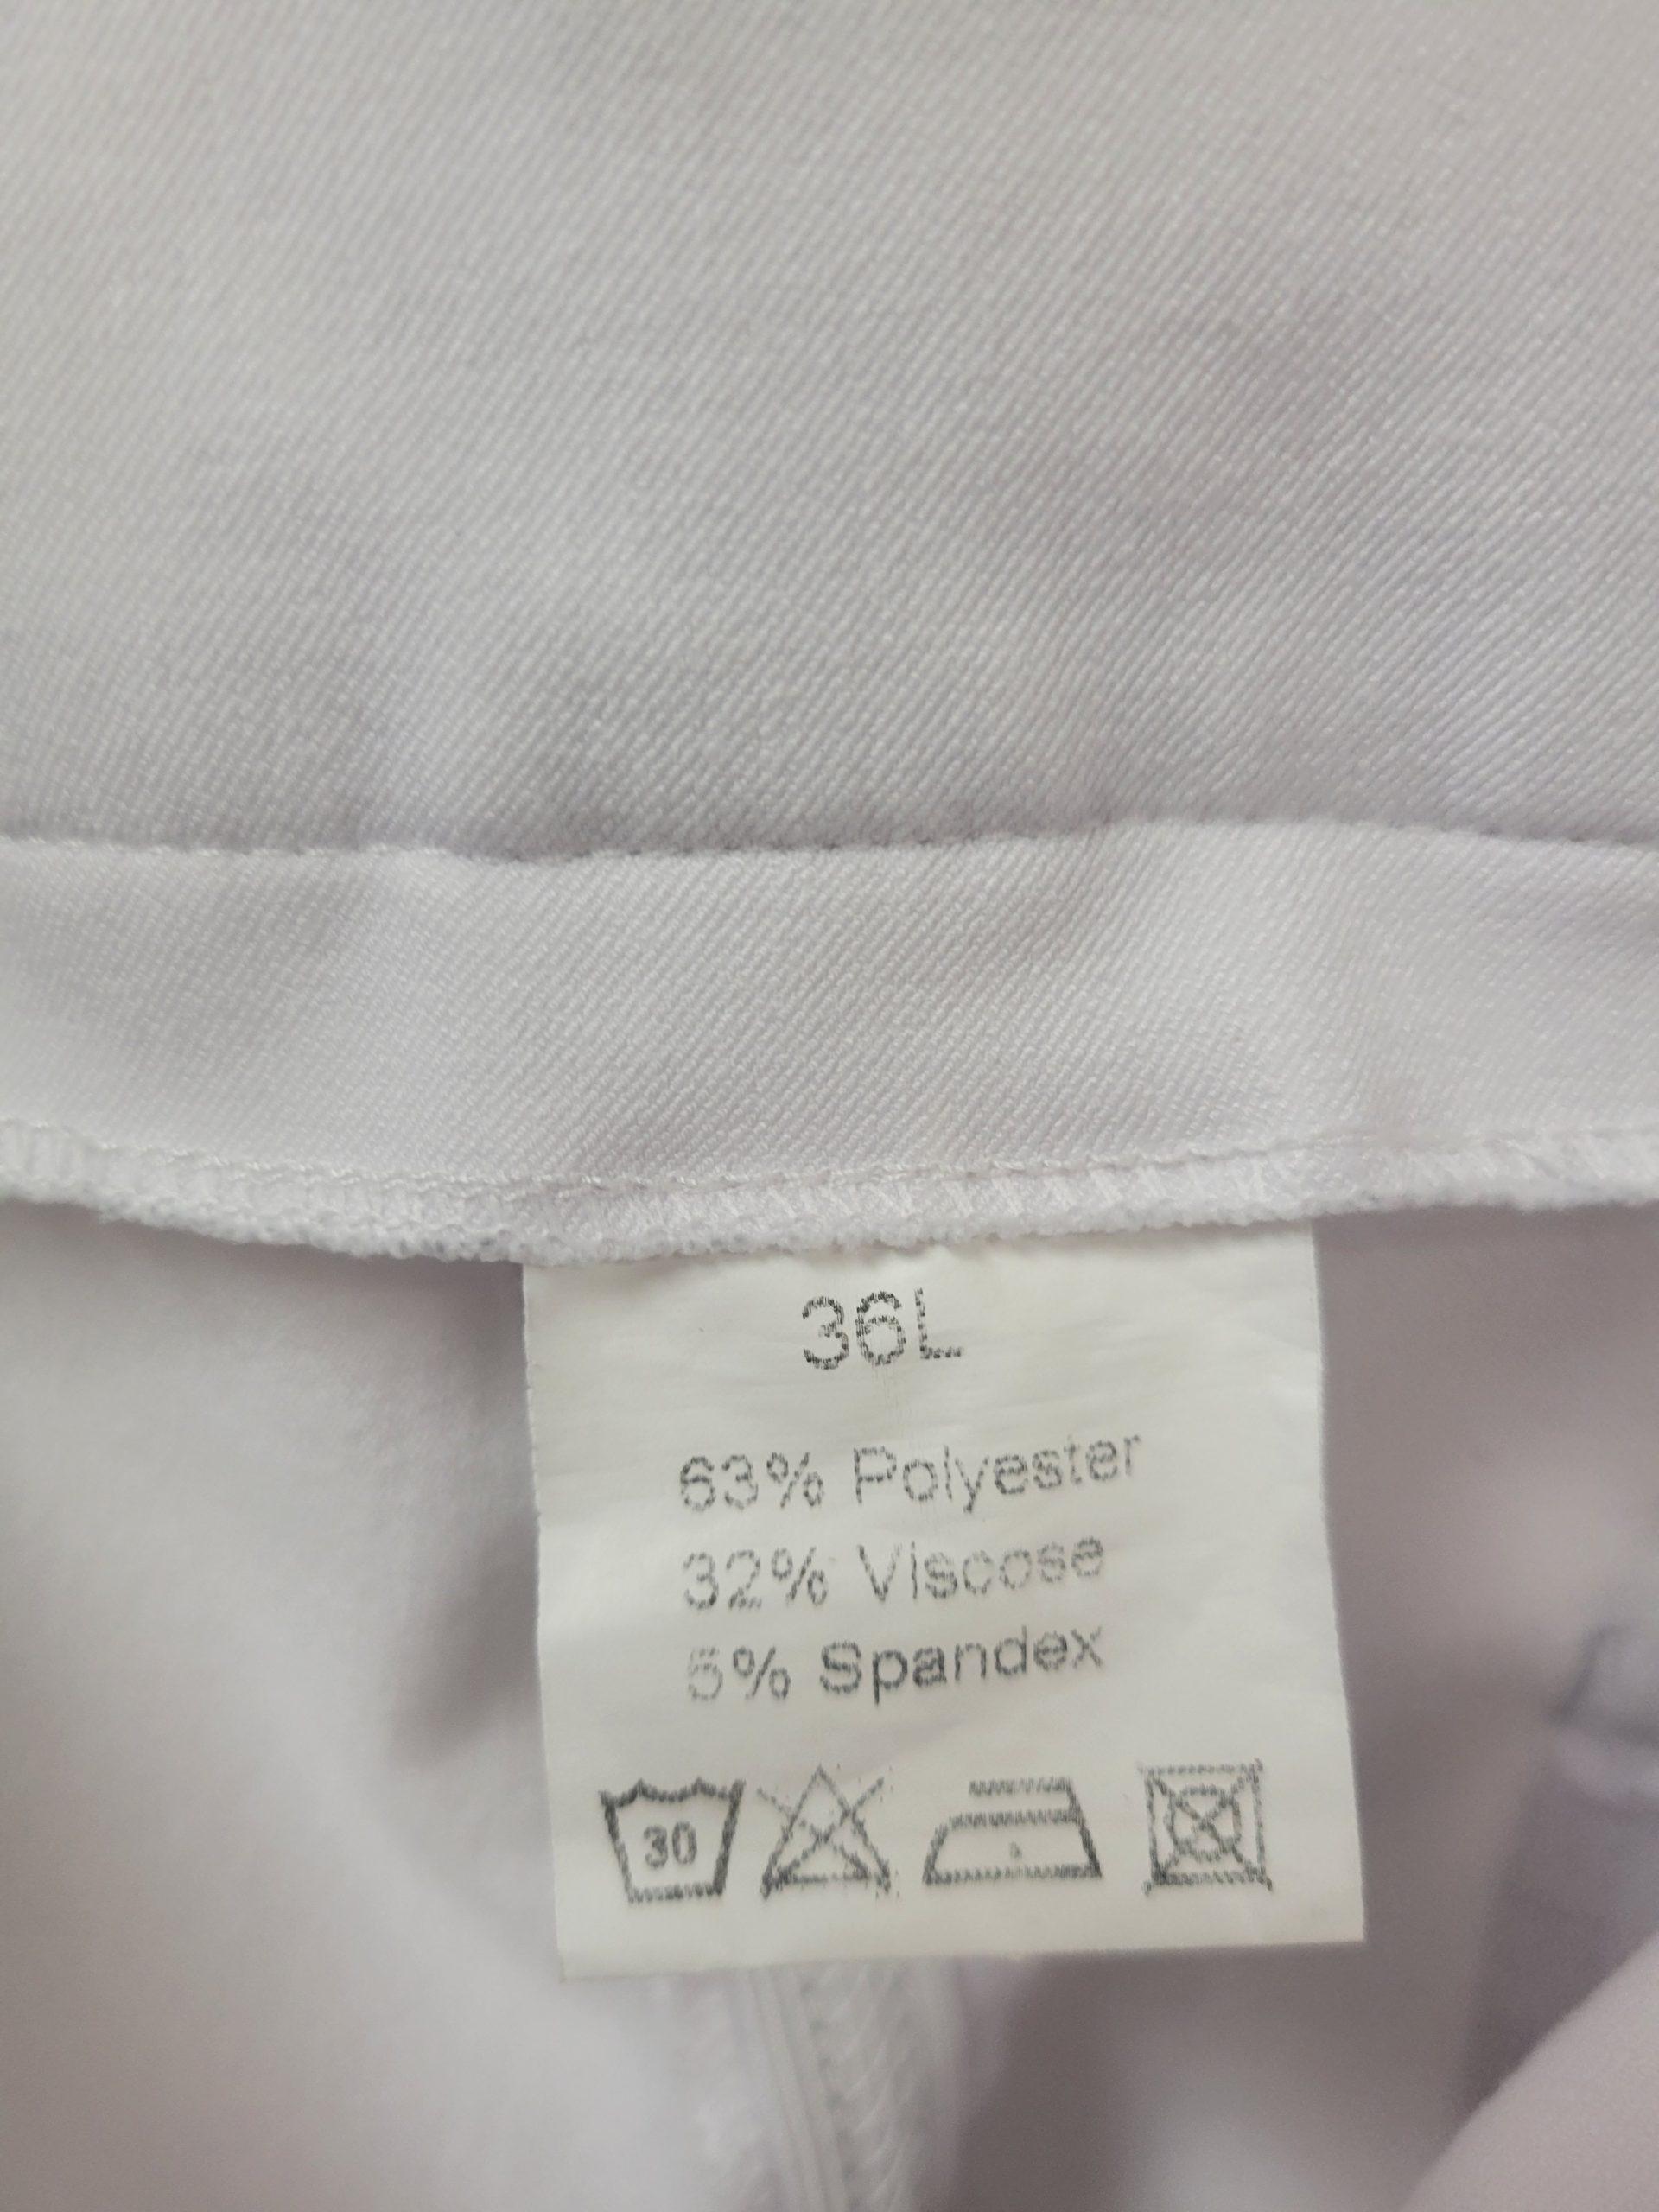 36L
63% Polyester
32% Viscose
5% Spandex
30